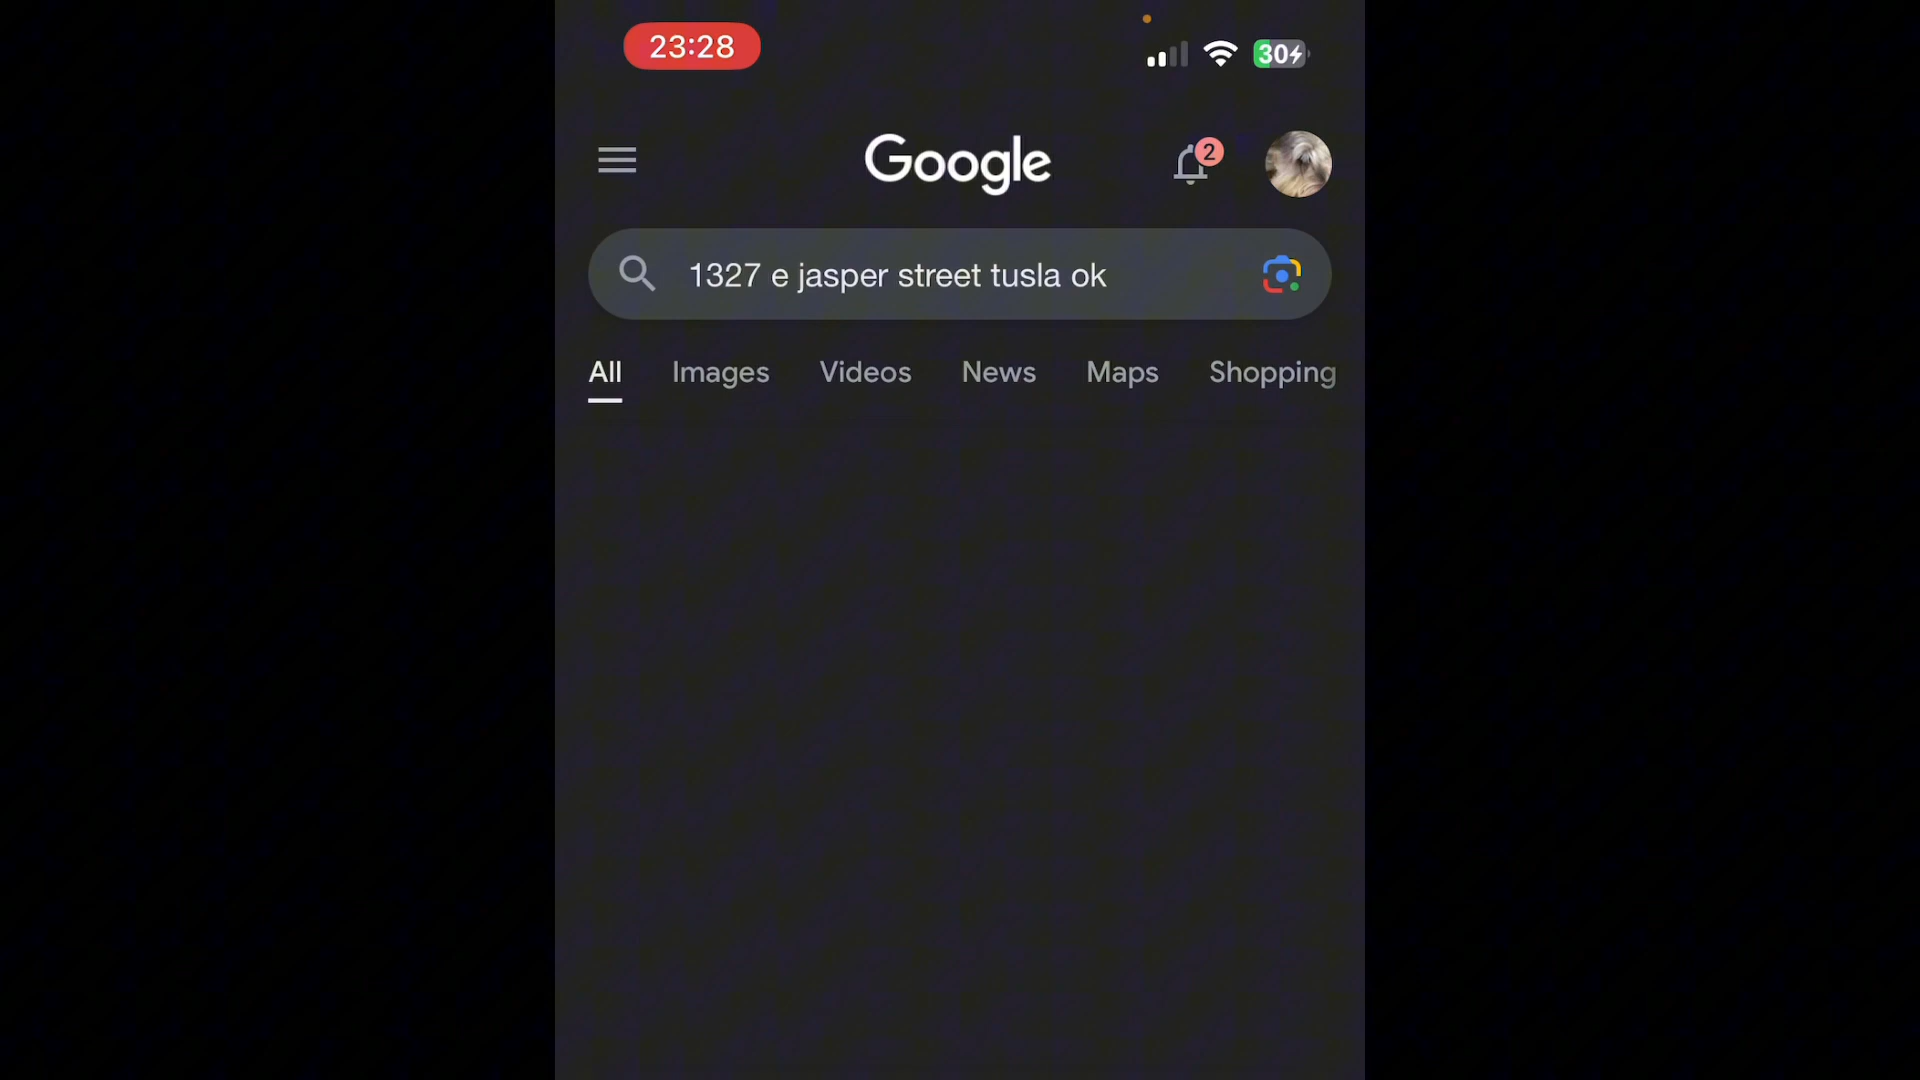 23:28
30
Google
2
1327 e jasper street tusla ok
All Images Videos News Maps Shopping